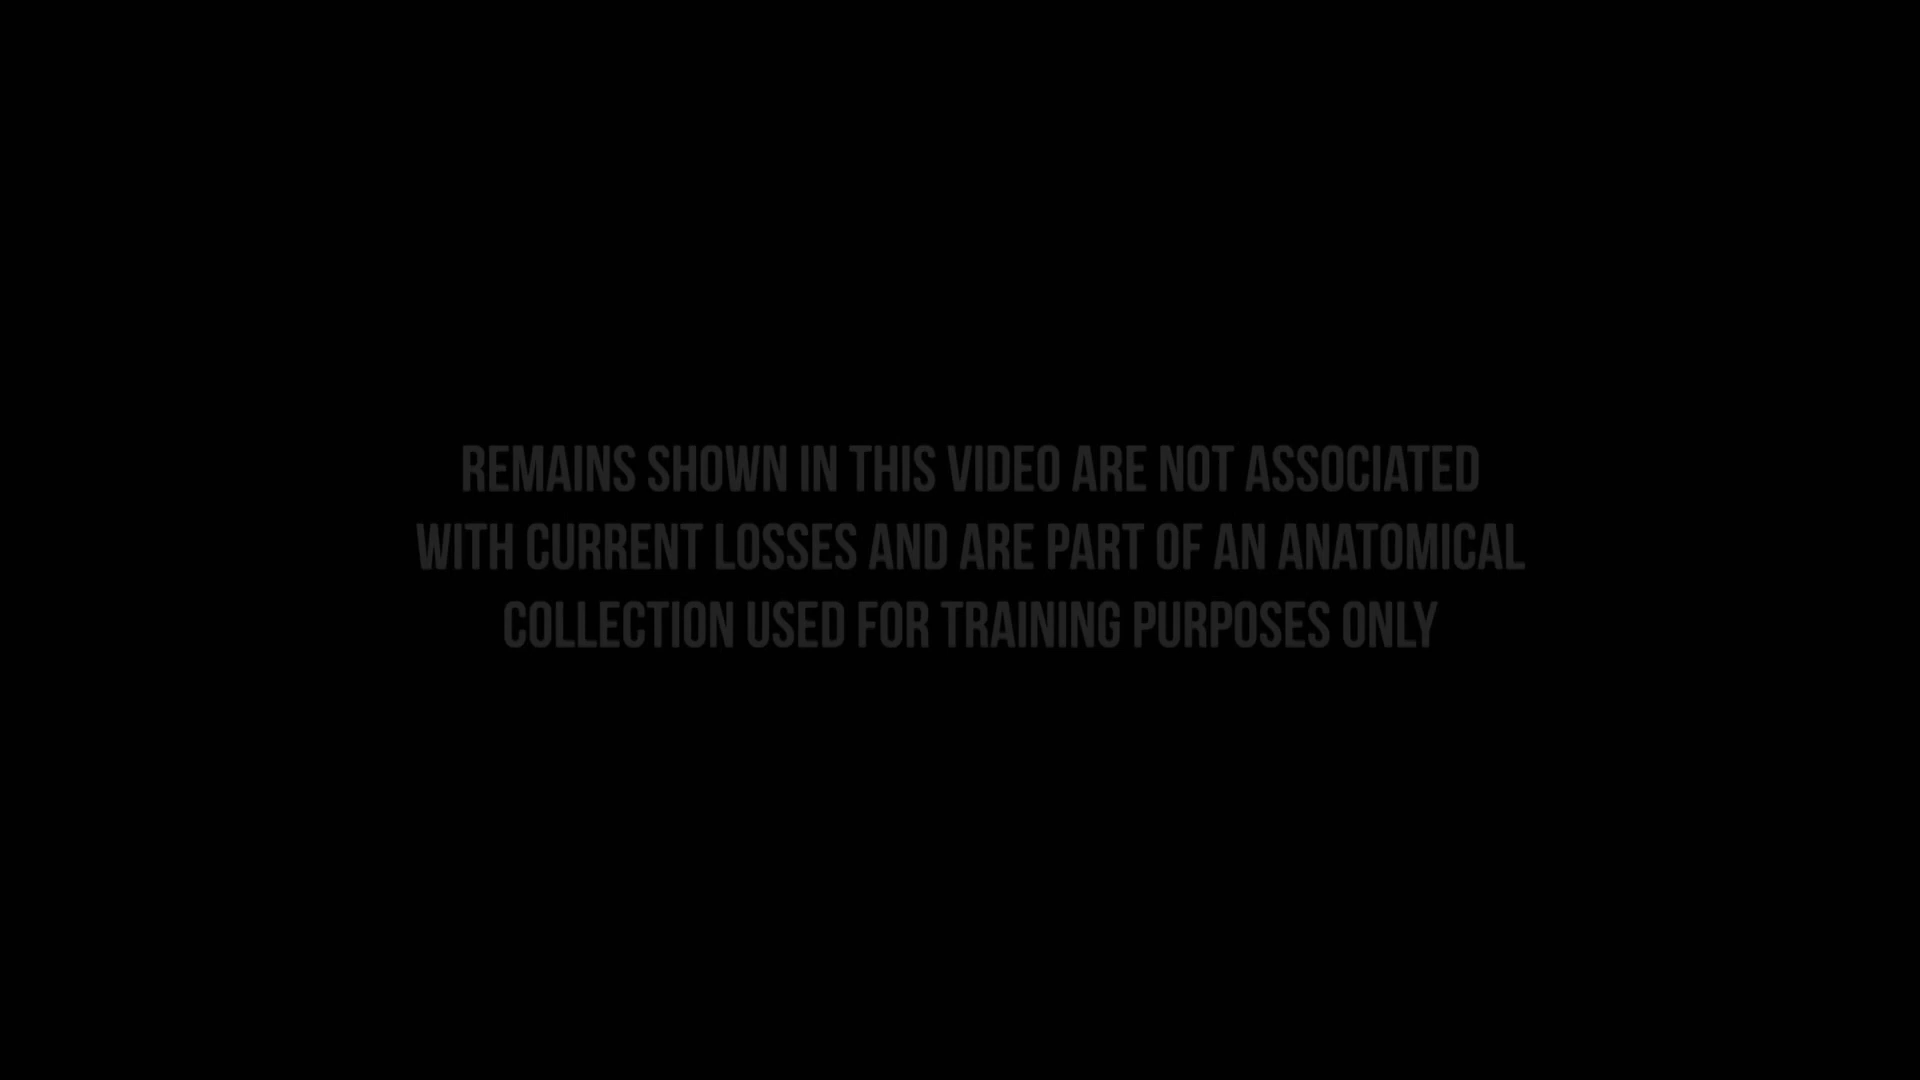 REMAINS SHOWN IN THIS VIDEO ARE NOT ASSOCIATED
WITH CURRENT LOSSES AND ARE PART OF AN ANATOMICAL
COLLECTION USED FOR TRAINING PURPOSES ONLY